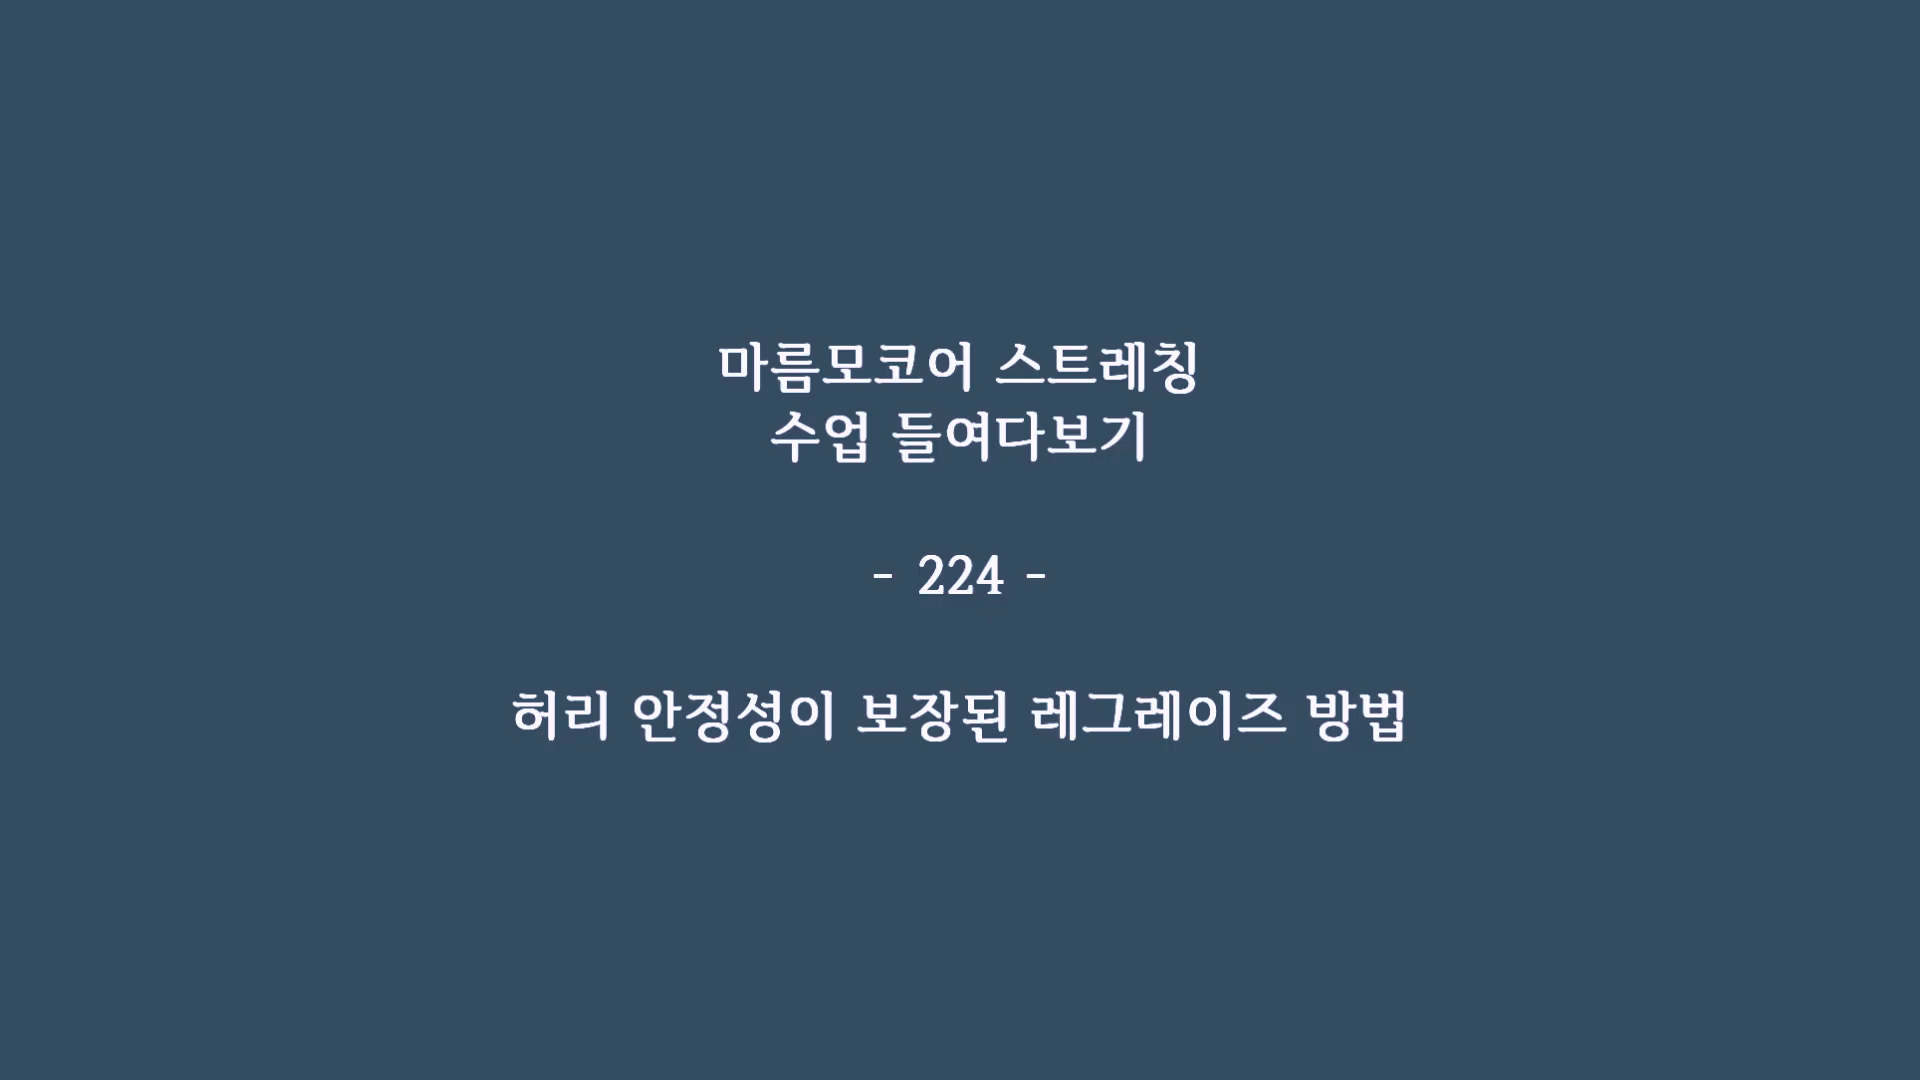 마름모코어 스트레칭
수업 들여다보기
- 224 -
허리 안정성이 보장된 레그레이즈 방법